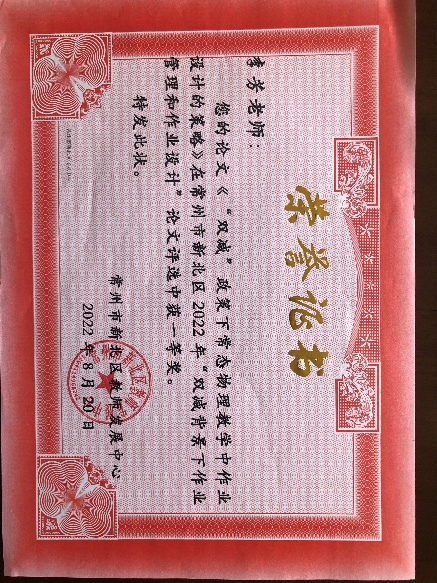 荣誉证书
李芳老师：
您的论文《“双减”政策下常态物理教学中作业
设计的策略》在常州市新北区2022年“双减背景下作业
管理和作业设计”论文评选中获一等奖。
特发此状。
常州市新北区教师发展中心
2022年8月20日